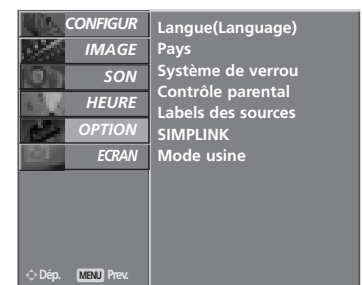 CONFIGUR
IMAGE
SON
HEURE
OPTION
ECRAN
Langue(Language)
Pays
Système de verrou
Contrôle parental
Labels des sources
SIMPLINK
Mode usine
Dép. MENU Prev.